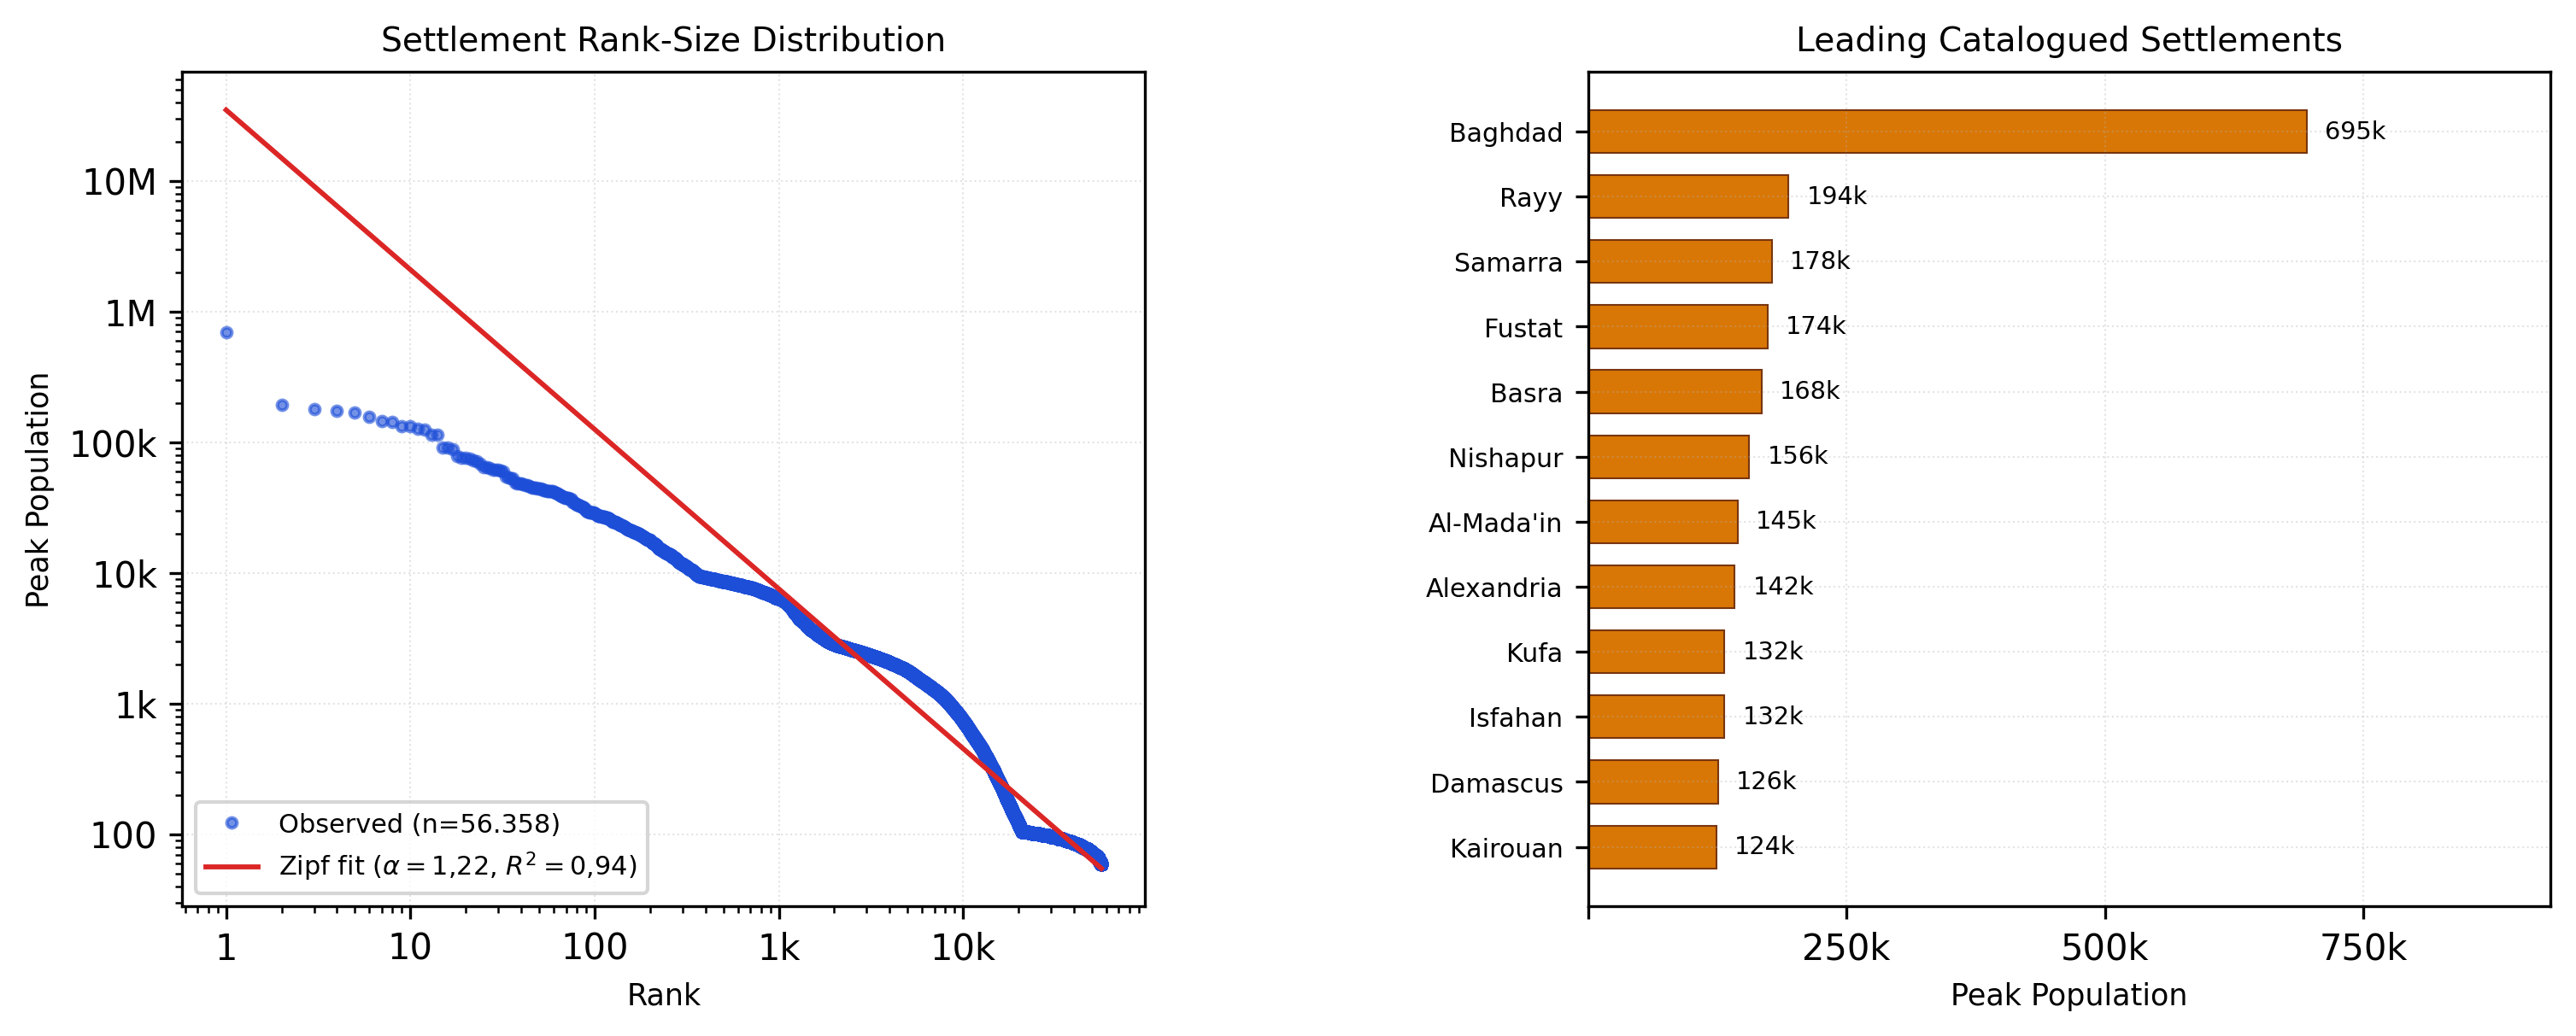 Settlement Rank-Size Distribution
Peak Population
10M
1M
100k
10k
1k
100
Observed (n=56.358)
Zipf fit (α = 1,22, R² = 0,94)
1
10
100
1k
10k
Rank
Leading Catalogued Settlements
Baghdad
695k
Rayy
194k
Samarra
178k
Fustat
174k
Basra
168k
Nishapur
156k
Al-Mada'in
145k
Alexandria
142k
Kufa
132k
Isfahan
132k
Damascus
126k
Kairouan
124k
250k
500k
750k
Peak Population